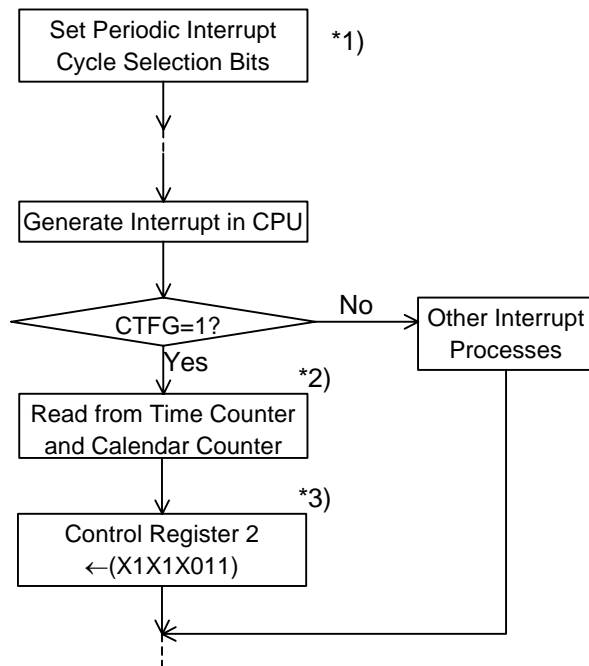 Set Periodic Interrupt
Cycle Selection Bits
*1)
Generate Interrupt in CPU
CTFG=1?
No
Other Interrupt
Processes
Yes
*2)
Read from Time Counter
and Calendar Counter
*3)
Control Register 2
←(X1X1X011)